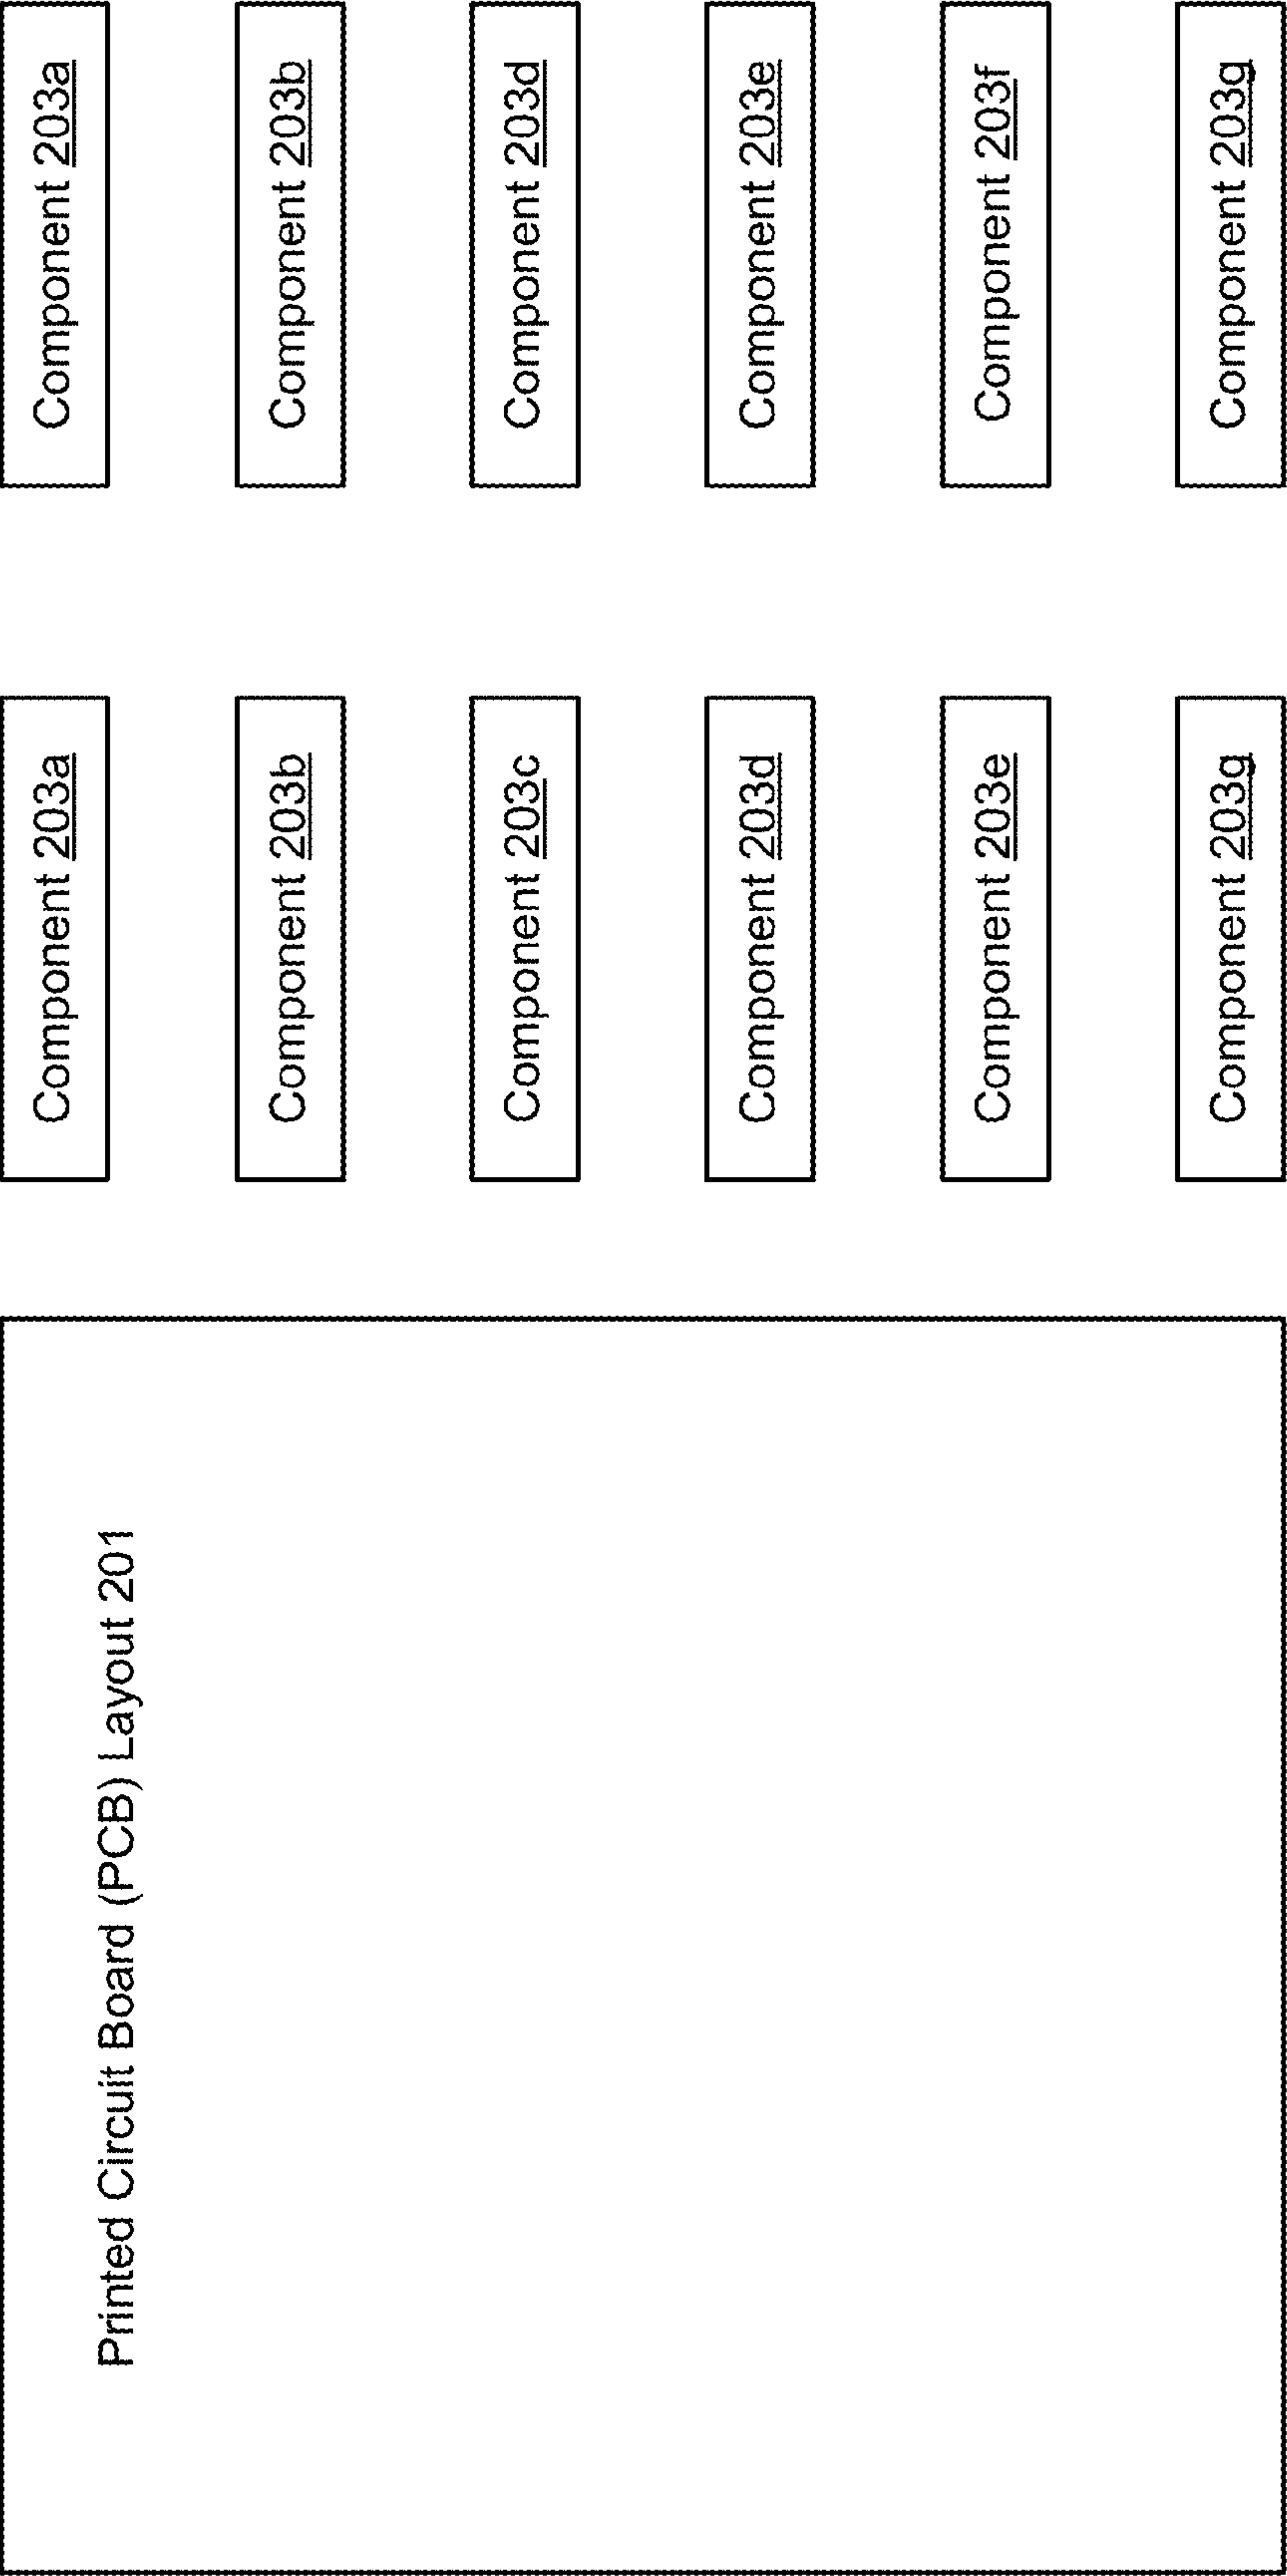 Printed Circuit Board (PCB) Layout 201
Component 203a
Component 203b
Component 203c
Component 203d
Component 203e
Component 203g
Component 203a
Component 203b
Component 203d
Component 203e
Component 203f
Component 203g